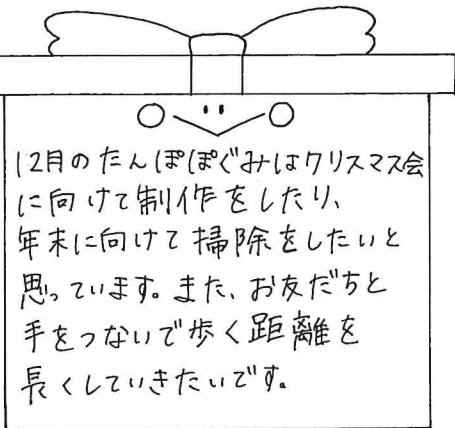 12月のたんぽぽぐみはクリスマス会
に向けて制作をしたり、
年末に向けて掃除をしたいと
思っています。また、お友だちと
手をつないで歩く距離を
長くしていきたいです。